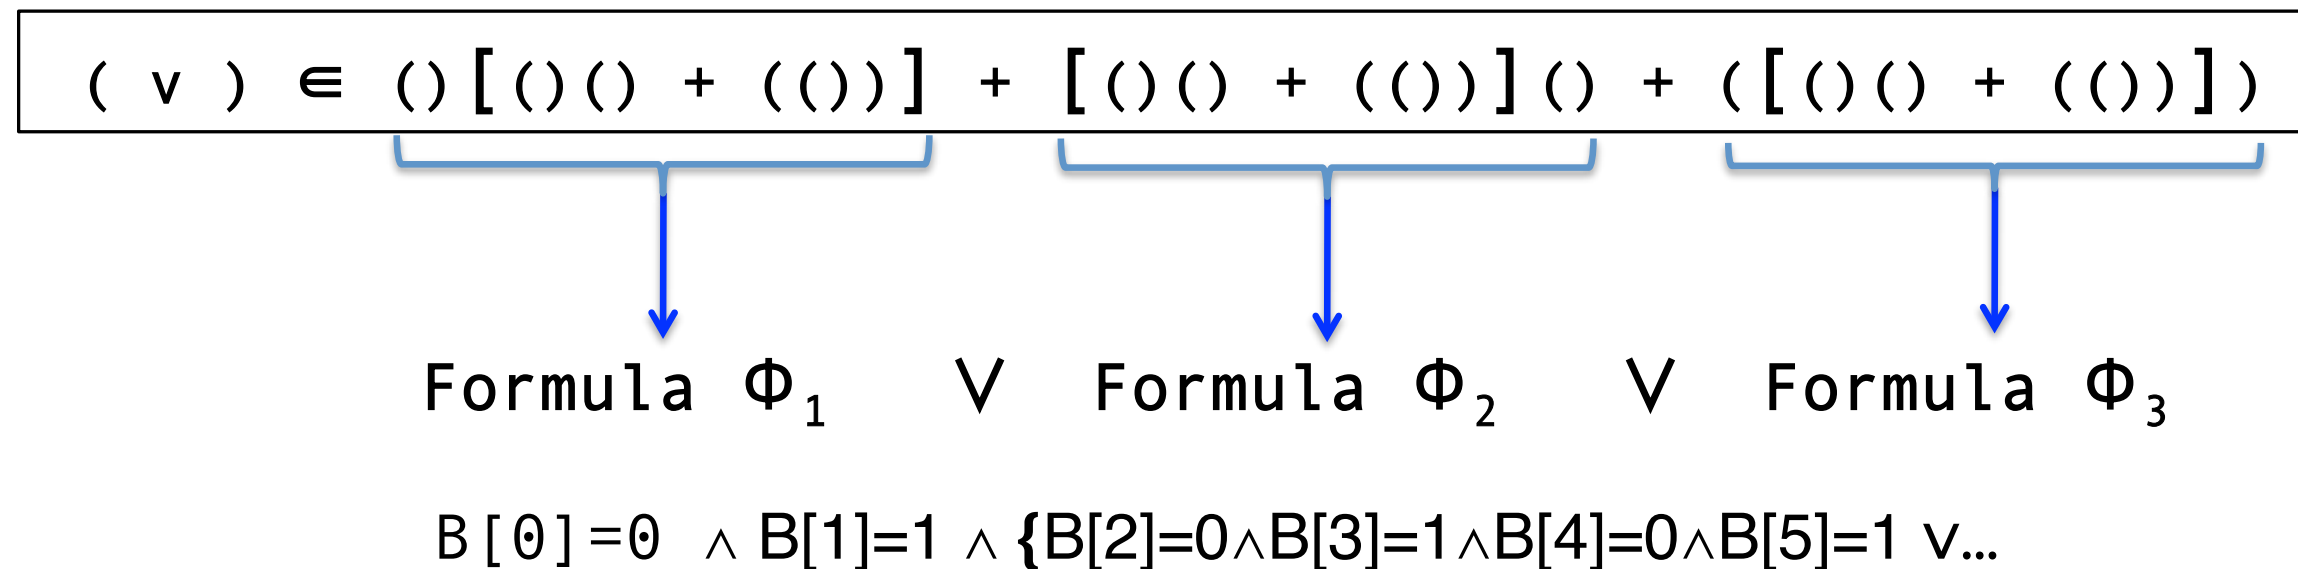 ( v ) ∈ ()[()() + (())] + [()() + (())]() + ([()() + (())])
Formula Φ1 ∨ Formula Φ2 ∨ Formula Φ3
B[0]=0 ∧ B[1]=1 ∧ {B[2]=0∧B[3]=1∧B[4]=0∧B[5]=1 ∨…